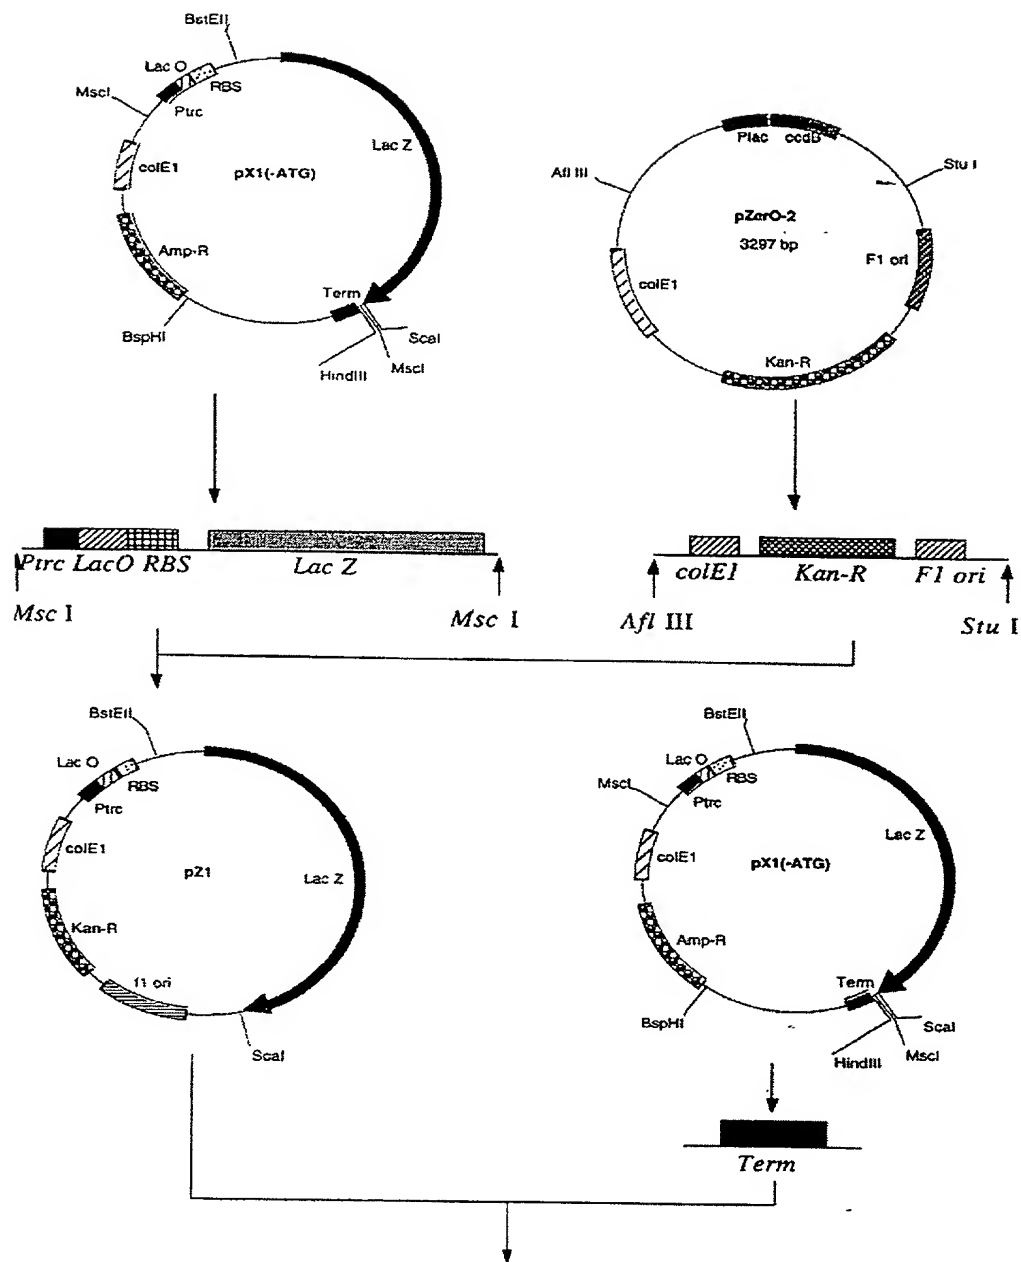 BstEII
Lac O
RBS
MscI
Ptrc
Lac Z
colE1
pX1(-ATG)
Amp-R
Term
BspHI
ScaI
HindIII
MscI
Plac
ccdB
Afl III
Stu I
pZerO-2
3297 bp
F1 ori
colE1
Kan-R
Ptrc LacO RBS
Lac Z
Msc I
Msc I
colE1
Kan-R
F1 ori
Afl III
Stu I
BstEII
Lac O
RBS
Ptrc
colE1
pZ1
Lac Z
Kan-R
f1 ori
ScaI
BstEII
Lac O
RBS
MscI
Ptrc
Lac Z
colE1
pX1(-ATG)
Amp-R
Term
BspHI
ScaI
HindIII
MscI
Term